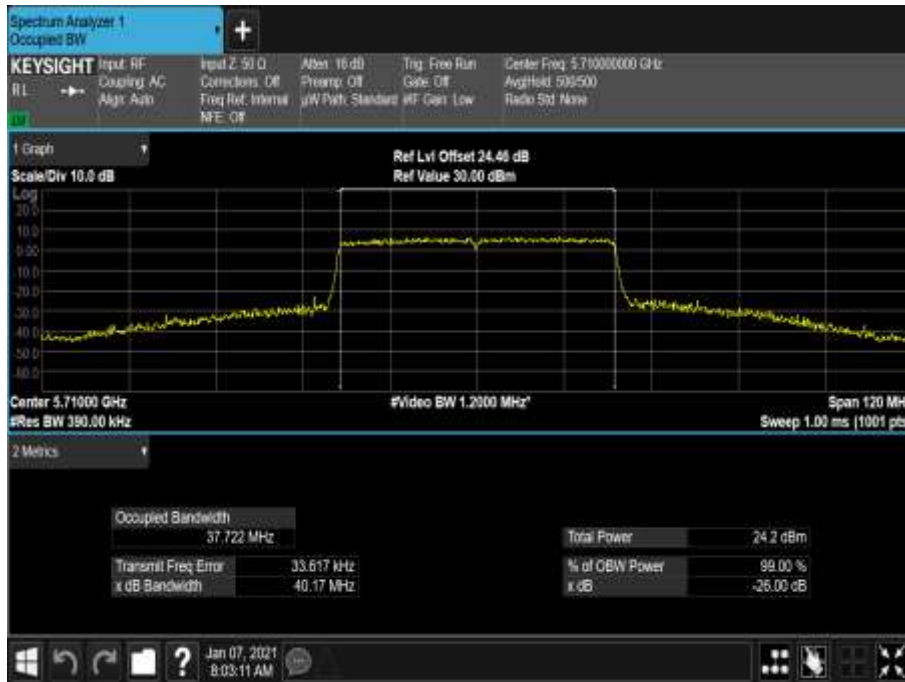 Spectrum Analyzer 1
Occupied BW
+
KEYSIGHT Input: RF Input Z: 50 Ω Atten: 16 dB Trig: Free Run Center Freq: 5.710000000 GHz
RL Coupling: AC Corrections: Off Preamp: Off Gate: Off Avg|Hold: 500/500
Align: Auto Freq Ref: Internal µW Path: Standard #IF Gain: Low Radio Std: None
NFE: Off
1 Graph
Ref Lvl Offset 24.46 dB
Scale/Div 10.0 dB Ref Value 30.00 dBm
Log
20.0
10.0
0.00
-10.0
-20.0
-30.0
-40.0
-50.0
-60.0
Center 5.71000 GHz #Video BW 1.2000 MHz* Span 120 MH
#Res BW 390.00 kHz Sweep 1.00 ms (1001 pts
2 Metrics
Occupied Bandwidth
37.722 MHz Total Power 24.2 dBm
Transmit Freq Error 33.617 kHz % of OBW Power 99.00 %
x dB Bandwidth 40.17 MHz x dB -26.00 dB
? Jan 07, 2021
8:03:11 AM